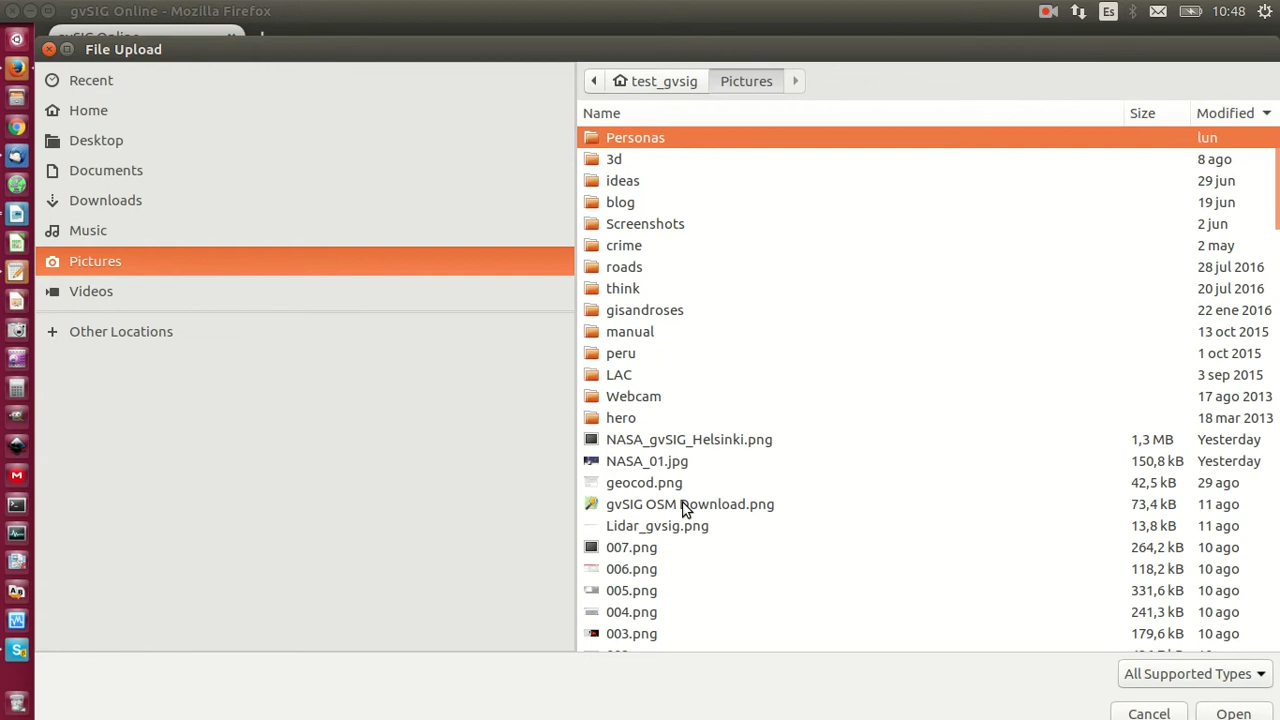 gvSIG Online - Mozilla Firefox
Es
10:48
gvSIG Online
File Upload
Recent
Home
Desktop
Documents
Downloads
Music
Pictures
Videos
Other Locations
test_gvsig Pictures
Name Size Modified
Personas lun
3d 8 ago
ideas 29 jun
blog 19 jun
Screenshots 2 jun
crime 2 may
roads 28 jul 2016
think 20 jul 2016
gisandroses 22 ene 2016
manual 13 oct 2015
peru 1 oct 2015
LAC 3 sep 2015
Webcam 17 ago 2013
hero 18 mar 2013
NASA_gvSIG_Helsinki.png 1,3 MB Yesterday
NASA_01.jpg 150,8 kB Yesterday
geocod.png 42,5 kB 29 ago
gvSIG OSM Download.png 73,4 kB 11 ago
Lidar_gvsig.png 13,8 kB 11 ago
007.png 264,2 kB 10 ago
006.png 118,2 kB 10 ago
005.png 331,6 kB 10 ago
004.png 241,3 kB 10 ago
003.png 179,6 kB 10 ago
All Supported Types
Cancel Open